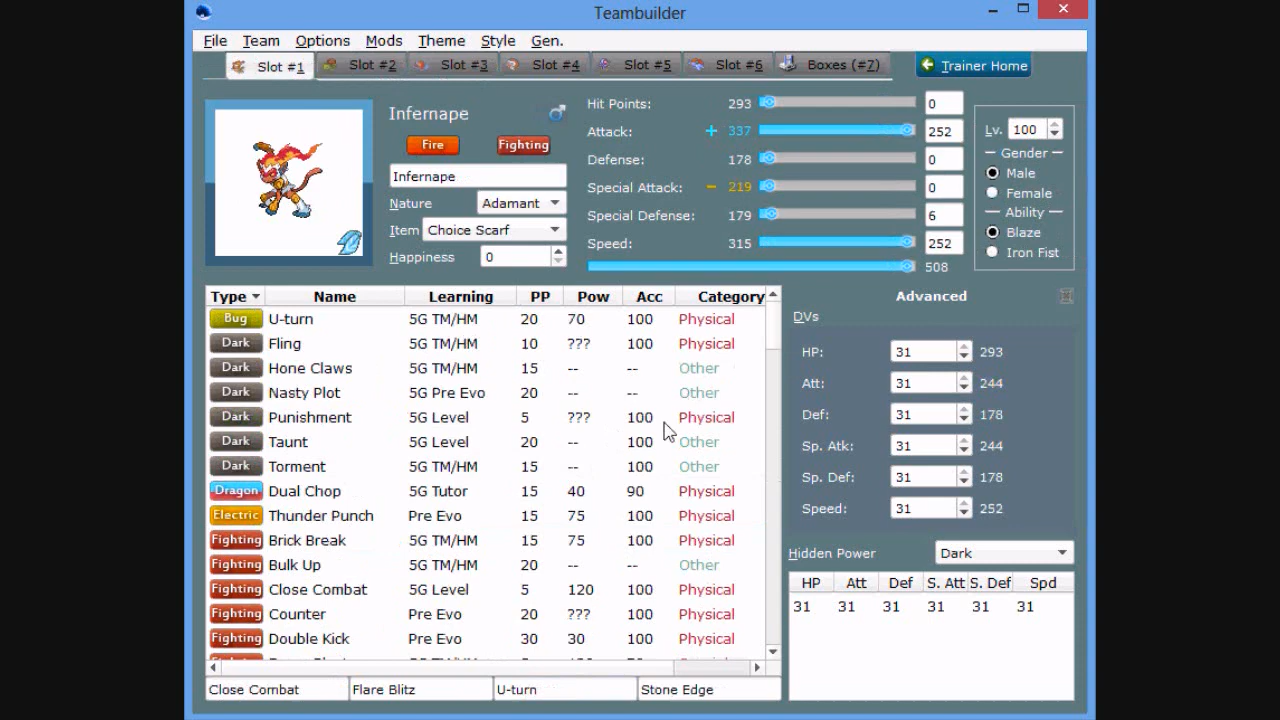 Teambuilder
File Team Options Mods Theme Style Gen.
Slot #1 Slot #2 Slot #3 Slot #4 Slot #5 Slot #6 Boxes (#7) Trainer Home
Infernape
Fire Fighting
Infernape
Nature Adamant
Item Choice Scarf
Happiness 0
Hit Points: 293 0
Attack: + 337 252
Defense: 178 0
Special Attack: − 219 0
Special Defense: 179 6
Speed: 315 252
508
Lv. 100
Gender
Male
Female
Ability
Blaze
Iron Fist
Type Name Learning PP Pow Acc Category
Bug U-turn 5G TM/HM 20 70 100 Physical
Dark Fling 5G TM/HM 10 ??? 100 Physical
Dark Hone Claws 5G TM/HM 15 -- -- Other
Dark Nasty Plot 5G Pre Evo 20 -- -- Other
Dark Punishment 5G Level 5 ??? 100 Physical
Dark Taunt 5G Level 20 -- 100 Other
Dark Torment 5G TM/HM 15 -- 100 Other
Dragon Dual Chop 5G Tutor 15 40 90 Physical
Electric Thunder Punch Pre Evo 15 75 100 Physical
Fighting Brick Break 5G TM/HM 15 75 100 Physical
Fighting Bulk Up 5G TM/HM 20 -- -- Other
Fighting Close Combat 5G Level 5 120 100 Physical
Fighting Counter Pre Evo 20 ??? 100 Physical
Fighting Double Kick Pre Evo 30 30 100 Physical
Close Combat Flare Blitz U-turn Stone Edge
Advanced
DVs
HP: 31 293
Att: 31 244
Def: 31 178
Sp. Atk: 31 244
Sp. Def: 31 178
Speed: 31 252
Hidden Power Dark
HP Att Def S. Att S. Def Spd
31 31 31 31 31 31